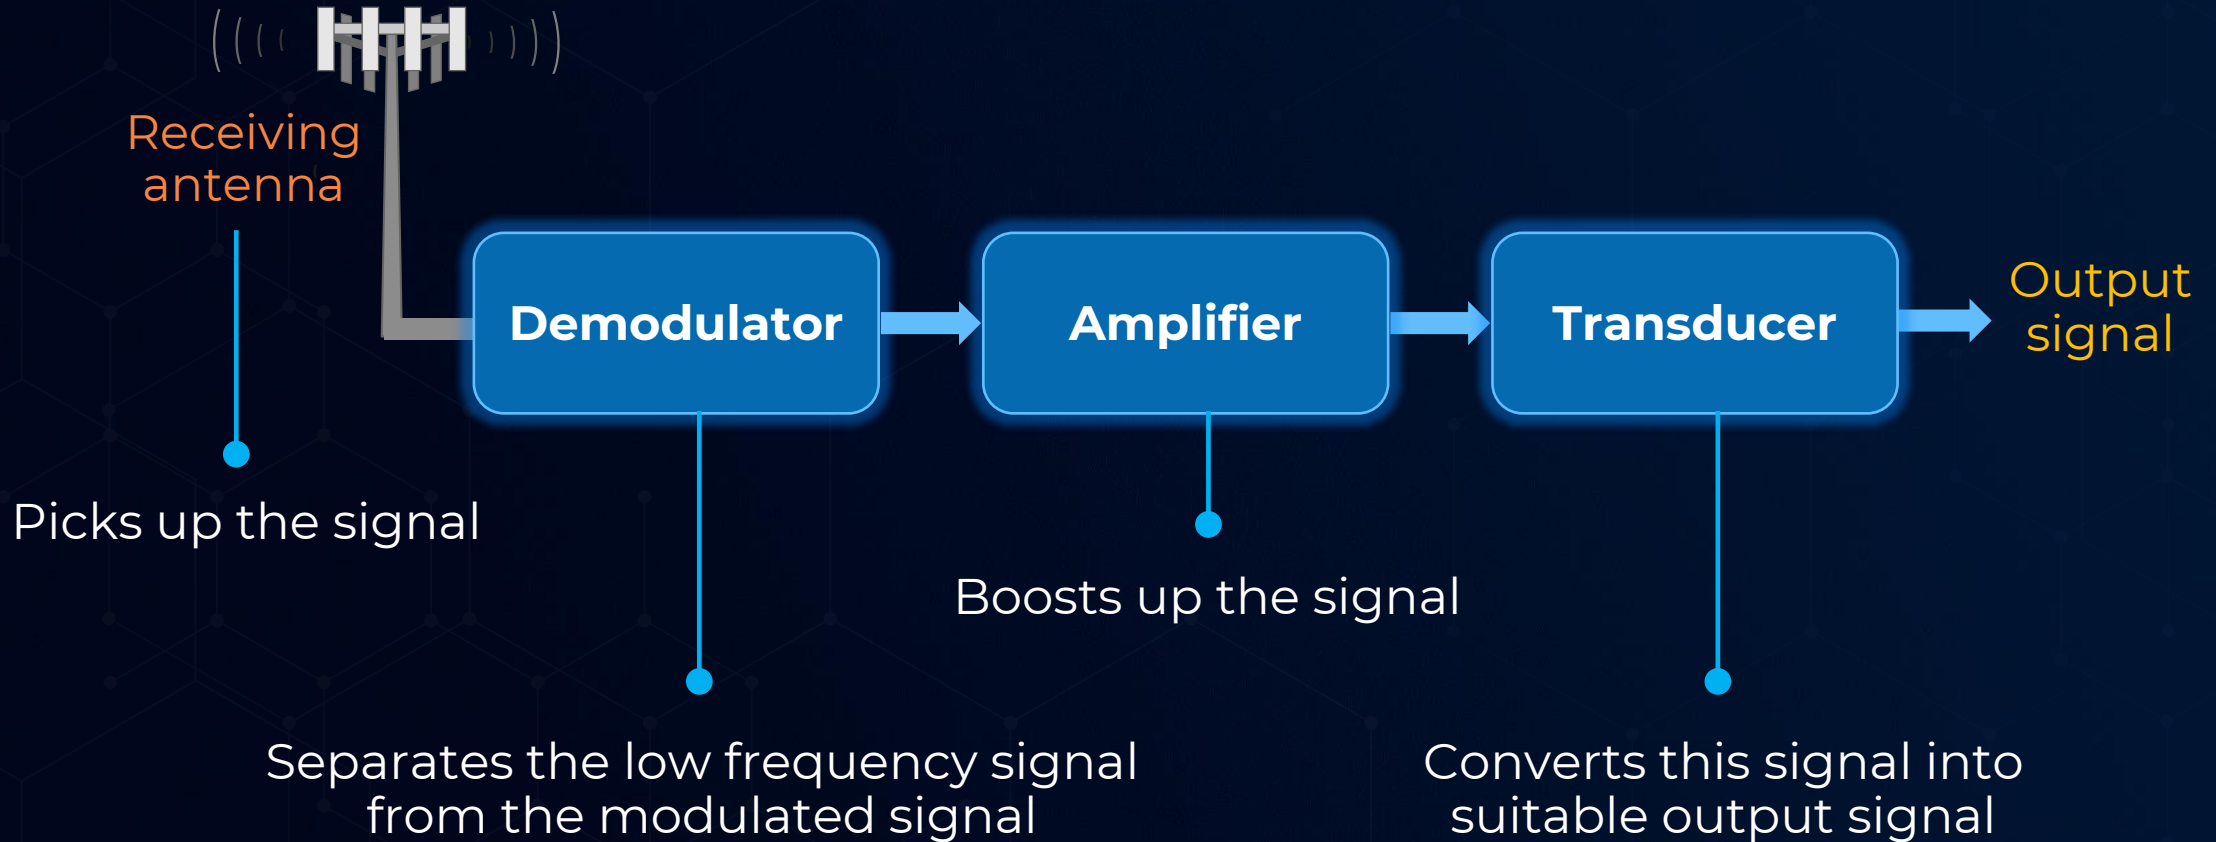 Receiving
antenna
Demodulator
Amplifier
Transducer
Output
signal
Picks up the signal
Boosts up the signal
Separates the low frequency signal
from the modulated signal
Converts this signal into
suitable output signal